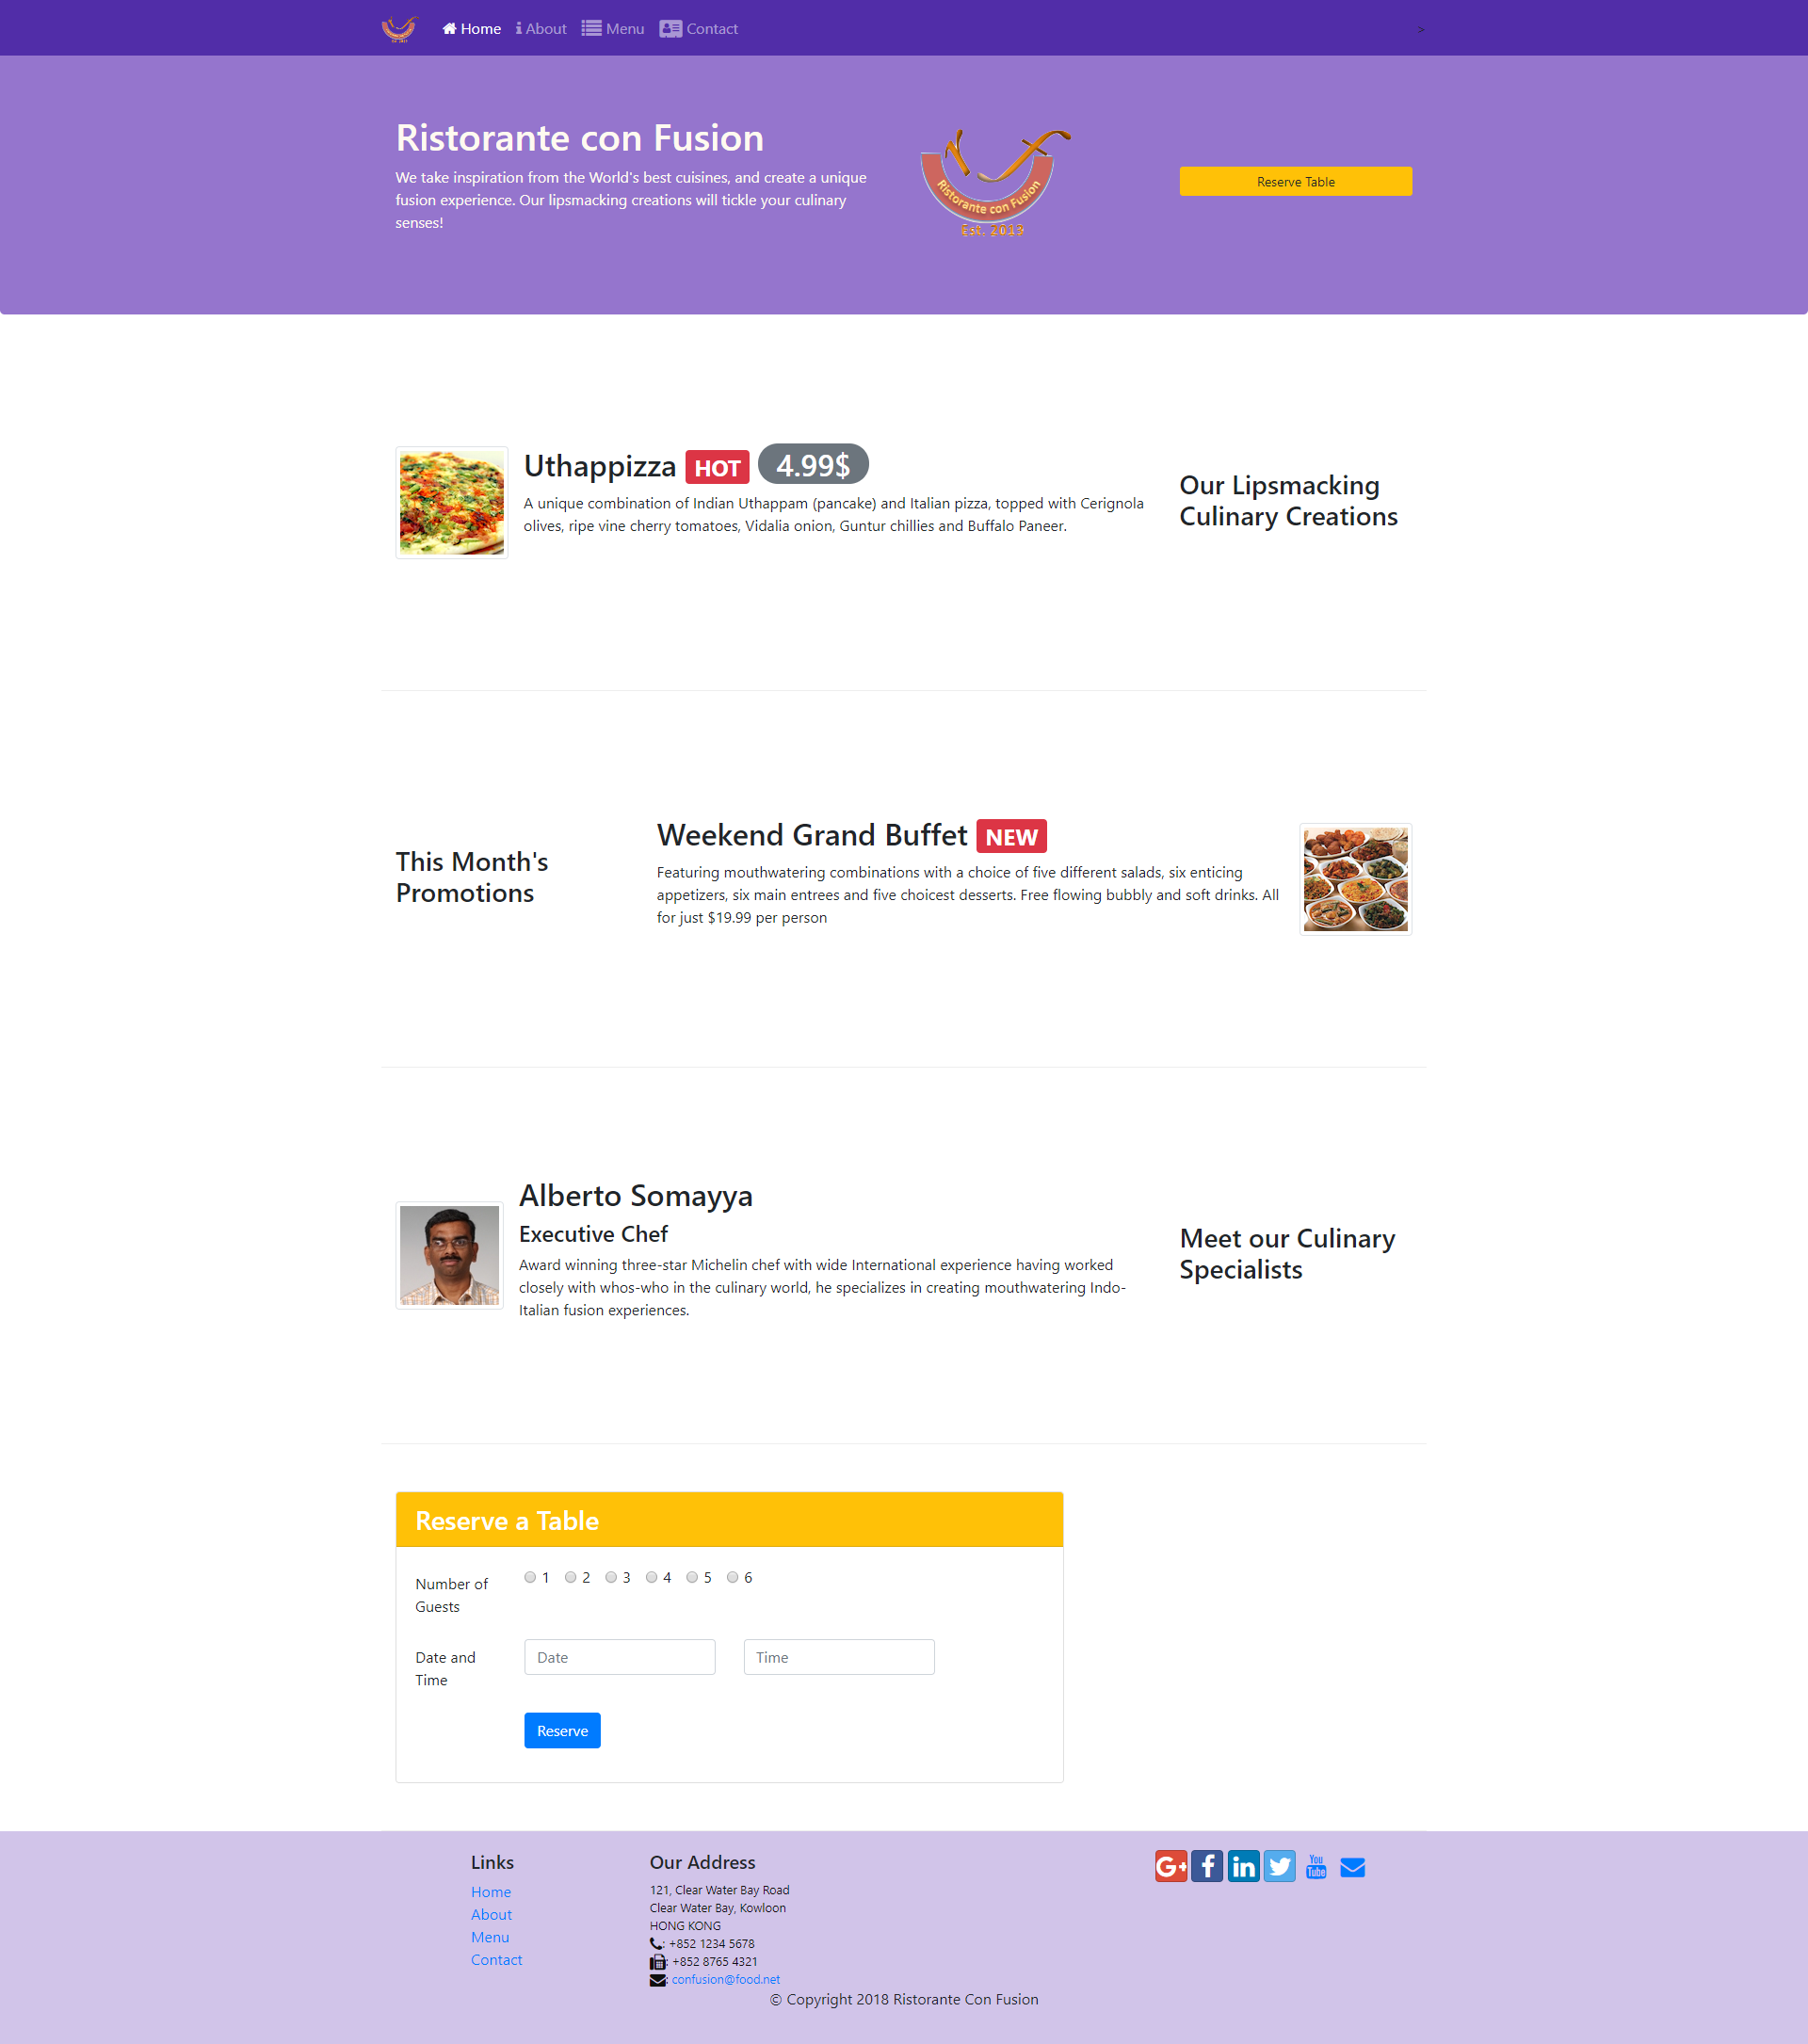 Home About Menu Contact >
Ristorante con Fusion
We take inspiration from the World's best cuisines, and create a unique
fusion experience. Our lipsmacking creations will tickle your culinary
senses!
Ristorante con Fusion
Est. 2019
Reserve Table
Uthappizza HOT 4.99$
A unique combination of Indian Uthappam (pancake) and Italian pizza, topped with Cerignola
olives, ripe vine cherry tomatoes, Vidalia onion, Guntur chillies and Buffalo Paneer.
Our Lipsmacking
Culinary Creations
This Month's
Promotions
Weekend Grand Buffet NEW
Featuring mouthwatering combinations with a choice of five different salads, six enticing
appetizers, six main entrees and five choicest desserts. Free flowing bubbly and soft drinks. All
for just $19.99 per person
Alberto Somayya
Executive Chef
Award winning three-star Michelin chef with wide International experience having worked
closely with whos-who in the culinary world, he specializes in creating mouthwatering Indo-
Italian fusion experiences.
Meet our Culinary
Specialists
Reserve a Table
Number of
Guests
1 2 3 4 5 6
Date and
Time
Date
Time
Reserve
Links
Home
About
Menu
Contact
Our Address
121, Clear Water Bay Road
Clear Water Bay, Kowloon
HONG KONG
: +852 1234 5678
: +852 8765 4321
: confusion@food.net
G+ f in You Tube
© Copyright 2018 Ristorante Con Fusion